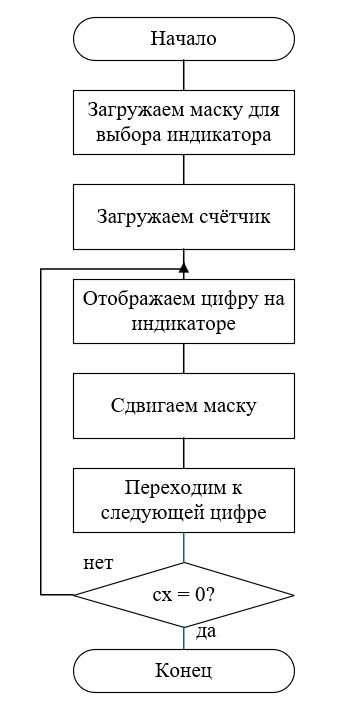 Начало
Загружаем маску для
выбора индикатора
Загружаем счётчик
Отображаем цифру на
индикаторе
Сдвигаем маску
Переходим к
следующей цифре
нет
cx = 0?
да
Конец